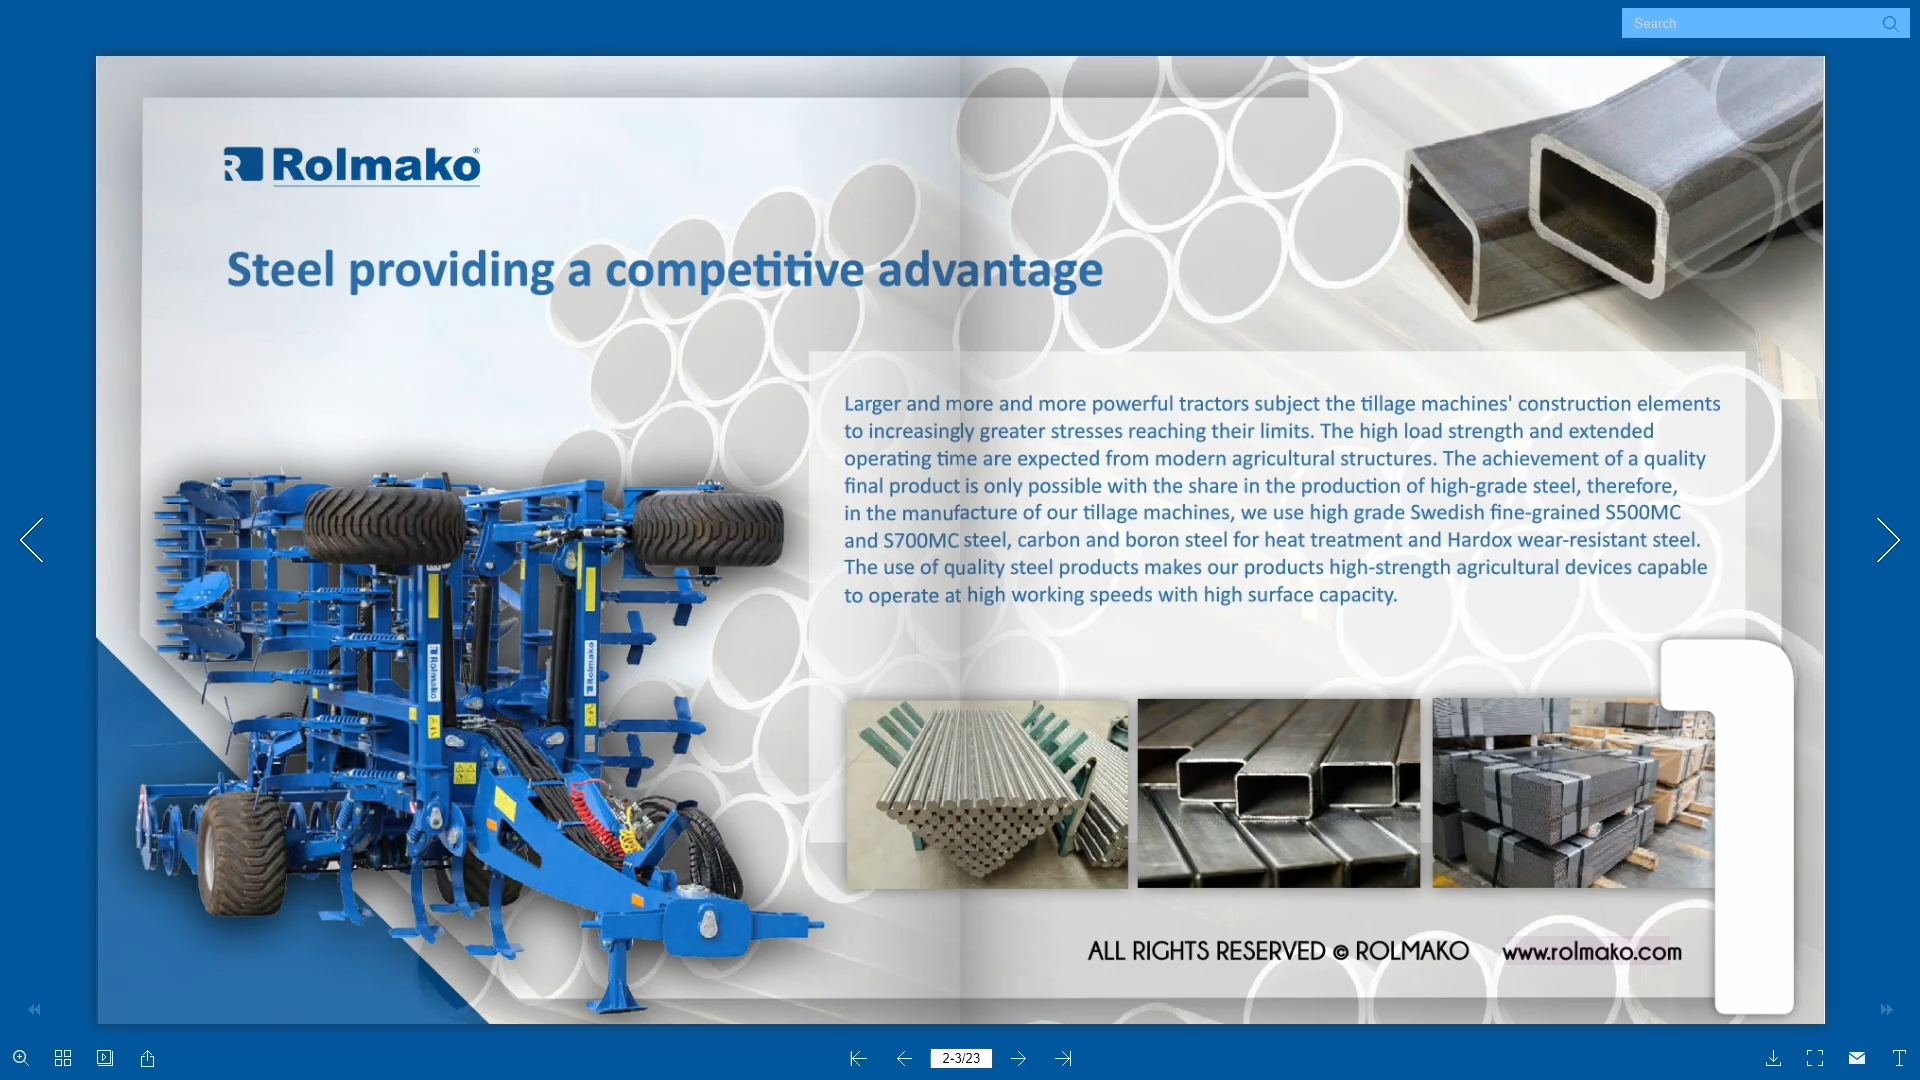 Search
Rolmako®
Steel providing a competitive advantage
Larger and more and more powerful tractors subject the tillage machines' construction elements
to increasingly greater stresses reaching their limits. The high load strength and extended
operating time are expected from modern agricultural structures. The achievement of a quality
final product is only possible with the share in the production of high-grade steel, therefore,
in the manufacture of our tillage machines, we use high grade Swedish fine-grained S500MC
and S700MC steel, carbon and boron steel for heat treatment and Hardox wear-resistant steel.
The use of quality steel products makes our products high-strength agricultural devices capable
to operate at high working speeds with high surface capacity.
Rolmako
Rolmako
ALL RIGHTS RESERVED © ROLMAKO www.rolmako.com
2-3/23